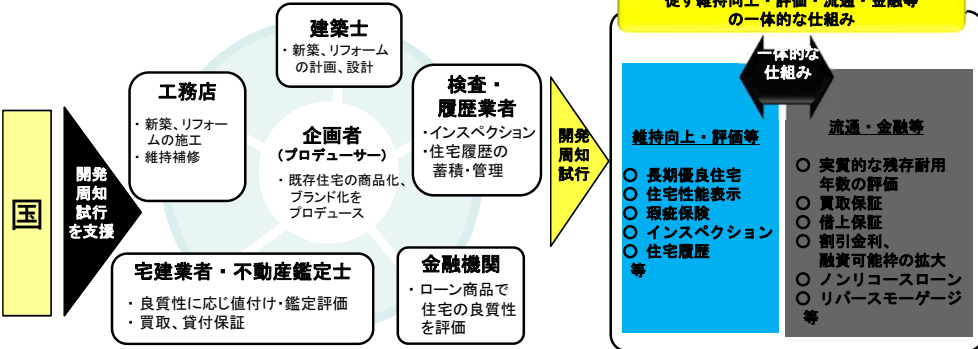 国
開発
周知
試行
を支援
建築士
・新築、リフォーム
の計画、設計
工務店
・新築、リフォー
ムの施工
・維持補修
検査・
履歴業者
・インスペクション
・住宅履歴の
蓄積・管理
企画者
(プロデューサー)
・既存住宅の商品化、
ブランド化を
プロデュース
宅建業者・不動産鑑定士
・良質性に応じ値付け・鑑定評価
・買取、貸付保証
金融機関
・ローン商品で
住宅の良質性
を評価
開発
周知
試行
促す維持向上・評価・流通・金融等
の一体的な仕組み
一体的な
仕組み
維持向上・評価等
○ 長期優良住宅
○ 住宅性能表示
○ 瑕疵保険
○ インスペクション
○ 住宅履歴
等
流通・金融等
○ 実質的な残存耐用
年数の評価
○ 買取保証
○ 借上保証
○ 割引金利、
融資可能枠の拡大
○ ノンリコースローン
○ リバースモーゲージ
等